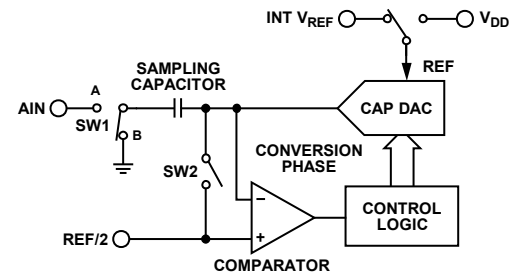 INT VREF
VDD
REF
SAMPLING
CAPACITOR
A
AIN
SW1
B
CAP DAC
CONVERSION
PHASE
SW2
−
+
REF/2
COMPARATOR
CONTROL
LOGIC